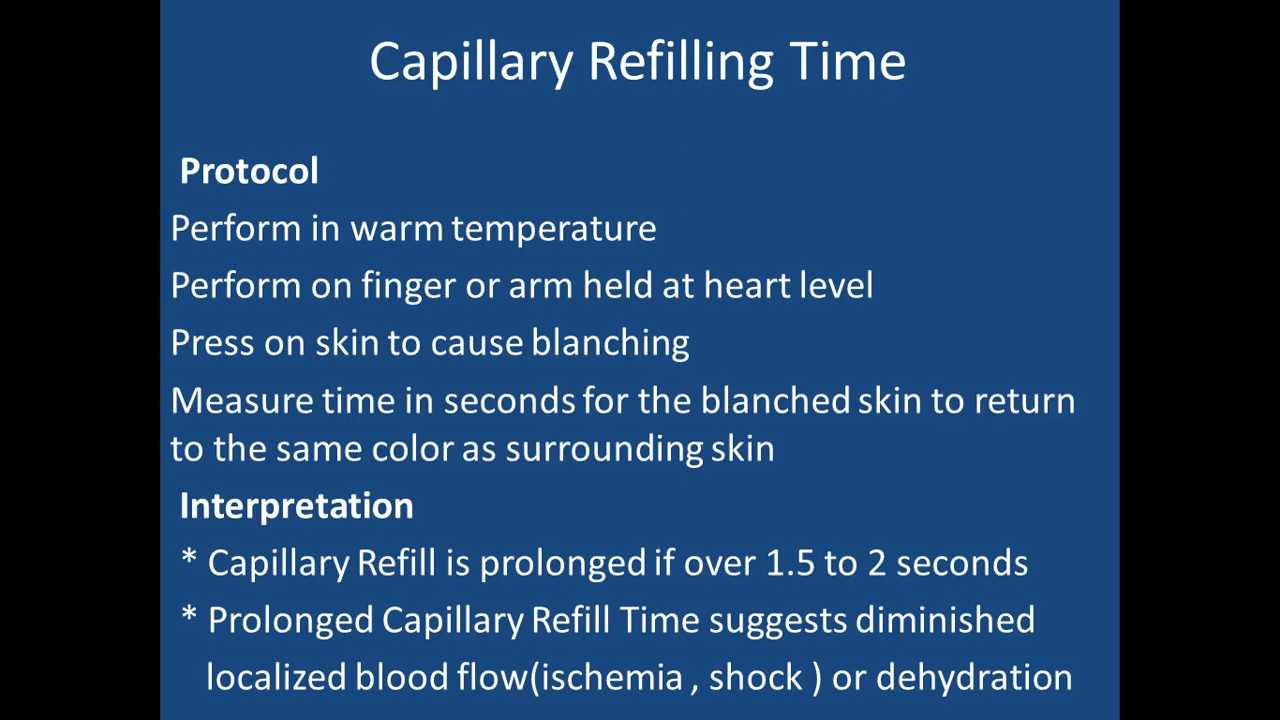 Capillary Refilling Time
Protocol
Perform in warm temperature
Perform on finger or arm held at heart level
Press on skin to cause blanching
Measure time in seconds for the blanched skin to return
to the same color as surrounding skin
Interpretation
* Capillary Refill is prolonged if over 1.5 to 2 seconds
* Prolonged Capillary Refill Time suggests diminished
localized blood flow(ischemia , shock ) or dehydration